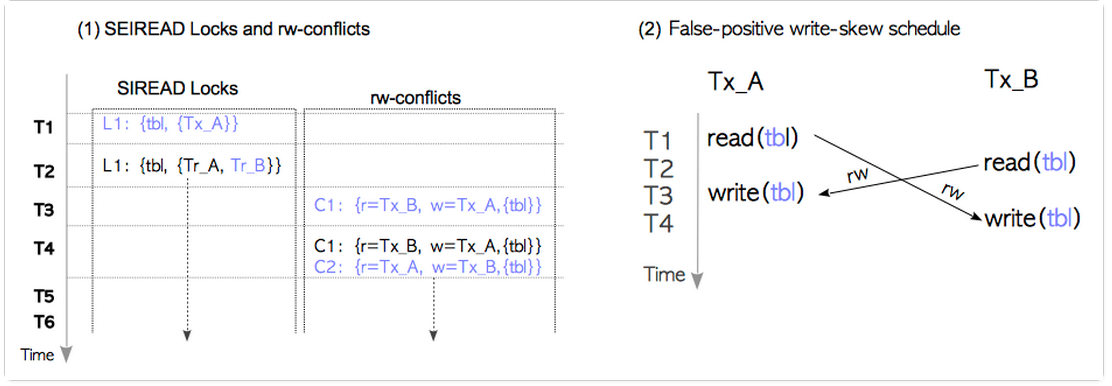 (1) SEIREAD Locks and rw-conflicts
SIREAD Locks
rw-conflicts
T1
L1: {tbl, {Tx_A}}
T2
L1: {tbl, {Tr_A, Tr_B}}
T3
C1: {r=Tx_B, w=Tx_A,{tbl}}
T4
C1: {r=Tx_B, w=Tx_A,{tbl}}
C2: {r=Tx_A, w=Tx_B,{tbl}}
T5
T6
Time
(2) False-positive write-skew schedule
Tx_A
Tx_B
T1
read(tbl)
T2
read(tbl)
rw
T3
write(tbl)
rw
T4
write(tbl)
Time